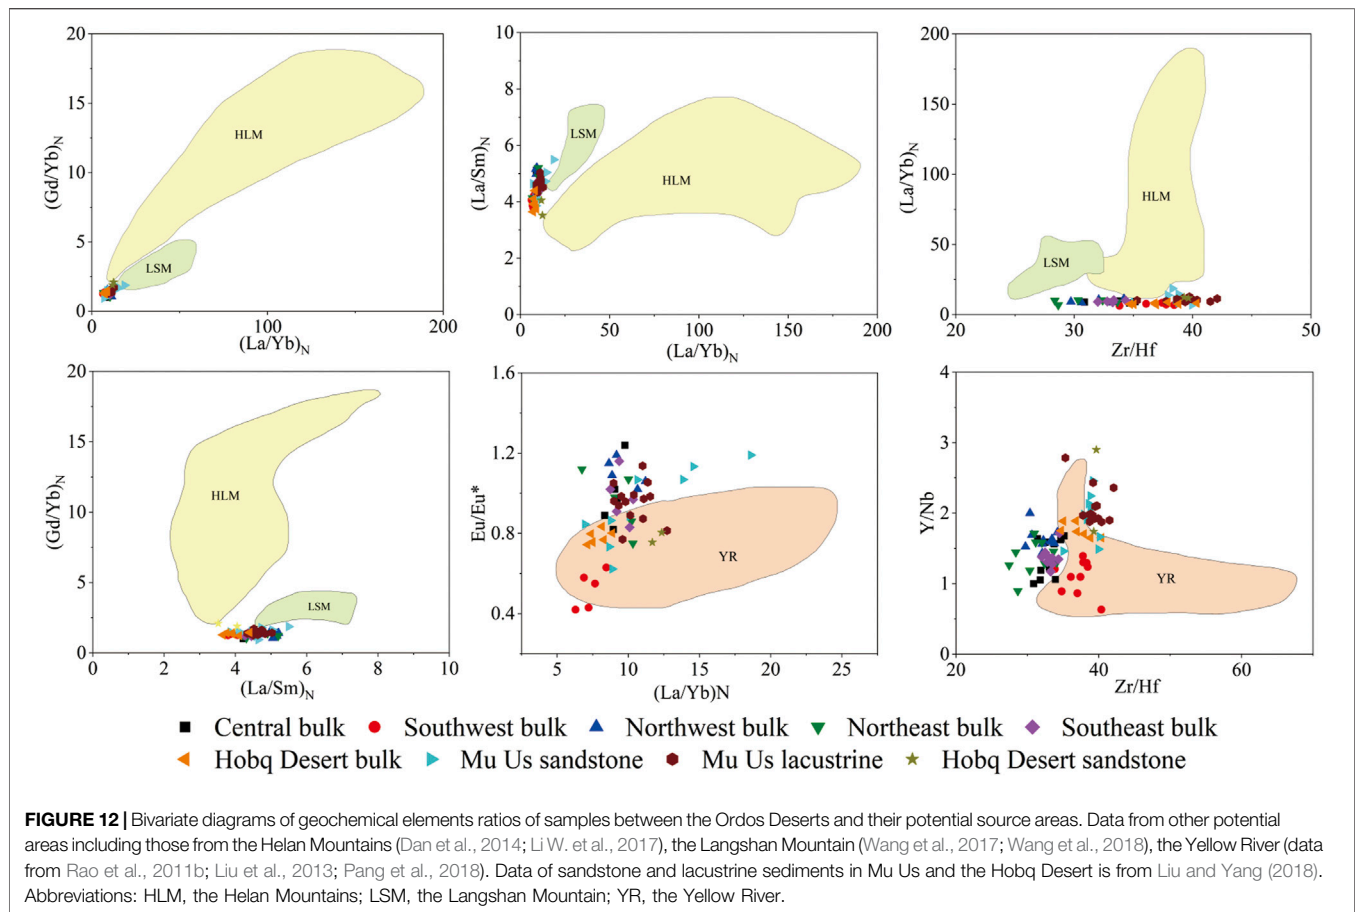 20
15
10
5
0
(Gd/Yb)N
HLM
LSM
0
100
200
(La/Yb)N
10
8
6
4
2
0
(La/Sm)N
LSM
HLM
0
50
100
150
200
(La/Yb)N
200
150
100
50
0
(La/Yb)N
HLM
LSM
20
30
40
50
Zr/Hf
20
15
10
5
0
(Gd/Yb)N
HLM
LSM
0
2
4
6
8
10
(La/Sm)N
1.6
1.2
0.8
0.4
Eu/Eu*
YR
5
10
15
20
25
(La/Yb)N
4
3
2
1
0
Y/Nb
YR
20
40
60
Zr/Hf
Central bulk Southwest bulk Northwest bulk Northeast bulk Southeast bulk
Hobq Desert bulk Mu Us sandstone Mu Us lacustrine Hobq Desert sandstone
FIGURE 12 | Bivariate diagrams of geochemical elements ratios of samples between the Ordos Deserts and their potential source areas. Data from other potential
areas including those from the Helan Mountains (Dan et al., 2014; Li W. et al., 2017), the Langshan Mountain (Wang et al., 2017; Wang et al., 2018), the Yellow River (data
from Rao et al., 2011b; Liu et al., 2013; Pang et al., 2018). Data of sandstone and lacustrine sediments in Mu Us and the Hobq Desert is from Liu and Yang (2018).
Abbreviations: HLM, the Helan Mountains; LSM, the Langshan Mountain; YR, the Yellow River.